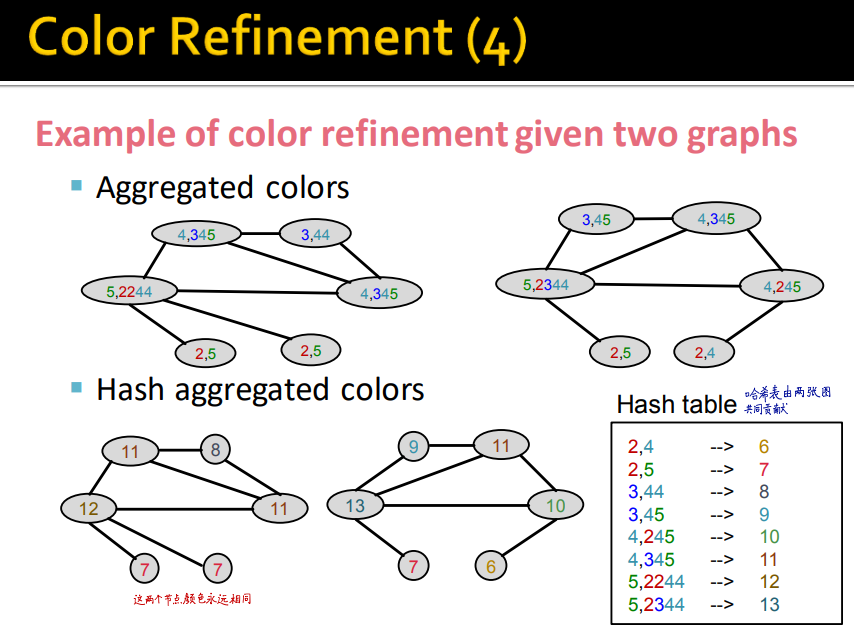 Color Refinement (4)
Example of color refinement given two graphs
Aggregated colors
4,345
3,44
5,2244
4,345
2,5
2,5
3,45
4,345
5,2344
4,245
2,5
2,4
Hash aggregated colors
11
8
12
11
7
7
这两个节点颜色永远相同
9
11
13
10
7
6
Hash table
哈希表由两张图
共同贡献
2,4 --> 6
2,5 --> 7
3,44 --> 8
3,45 --> 9
4,245 --> 10
4,345 --> 11
5,2244 --> 12
5,2344 --> 13